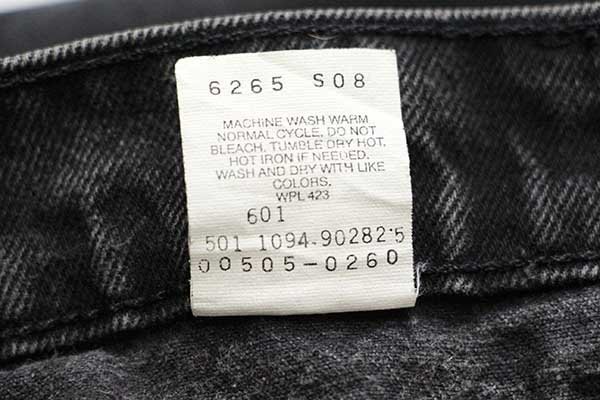 6265 S08
MACHINE WASH WARM
NORMAL CYCLE. DO NOT
BLEACH. TUMBLE DRY HOT.
HOT IRON IF NEEDED.
WASH AND DRY WITH LIKE
COLORS.
WPL 423
601
501 1094-90282·5
00505-0260